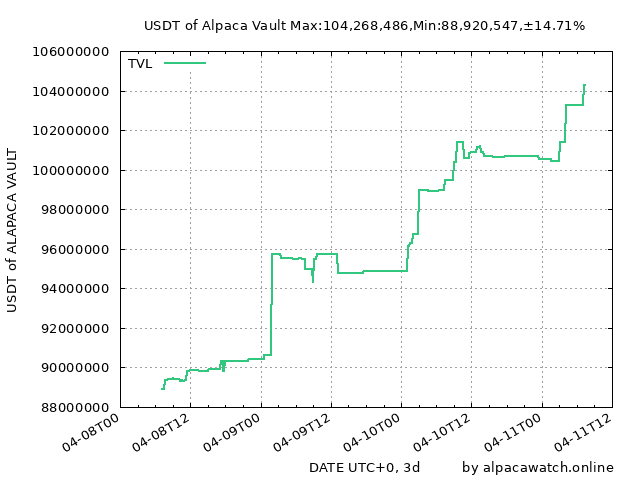 USDT of Alpaca Vault Max:104,268,486,Min:88,920,547,±14.71%
TVL
106000000
104000000
102000000
100000000
98000000
96000000
94000000
92000000
90000000
88000000
USDT of ALAPACA VAULT
04-08T00
04-08T12
04-09T00
04-09T12
04-10T00
04-10T12
04-11T00
04-11T12
DATE UTC+0, 3d
by alpacawatch.online